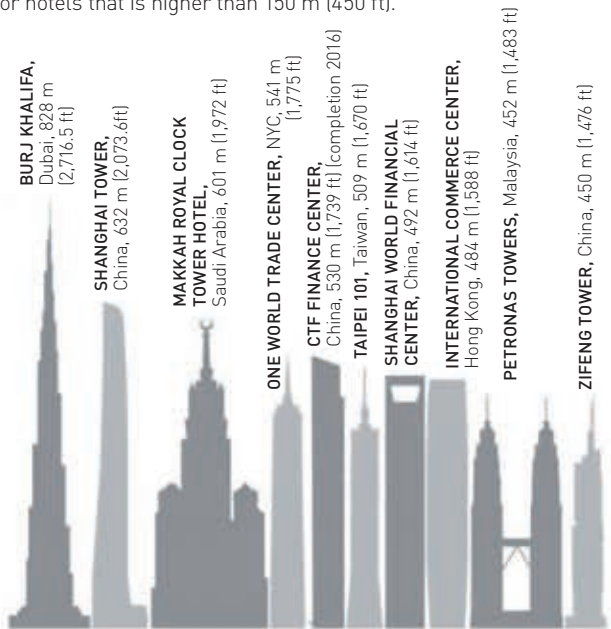 or hotels that is higher than 150 m (450 ft).
BURJ KHALIFA,
Dubai, 828 m
(2,716.5 ft)
SHANGHAI TOWER,
China, 632 m (2,073.6ft)
MAKKAH ROYAL CLOCK
TOWER HOTEL,
Saudi Arabia, 601 m (1,972 ft)
ONE WORLD TRADE CENTER, NYC, 541 m
(1,775 ft)
CTF FINANCE CENTER,
China, 530 m (1,739 ft) (completion 2016)
TAIPEI 101, Taiwan, 509 m (1,670 ft)
SHANGHAI WORLD FINANCIAL
CENTER, China, 492 m (1,614 ft)
INTERNATIONAL COMMERCE CENTER,
Hong Kong, 484 m (1,588 ft)
PETRONAS TOWERS, Malaysia, 452 m (1,483 ft)
ZIFENG TOWER, China, 450 m (1,476 ft)